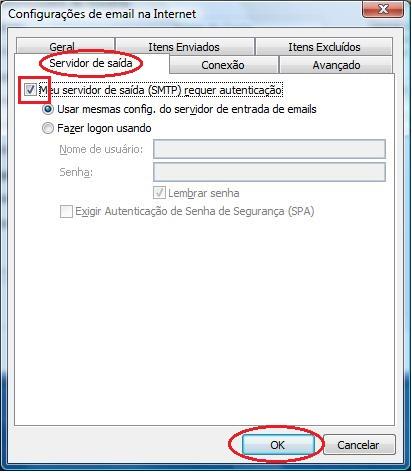 Configurações de email na Internet
Geral Itens Enviados Itens Excluídos
Servidor de saída Conexão Avançado
Meu servidor de saída (SMTP) requer autenticação
Usar mesmas config. do servidor de entrada de emails
Fazer logon usando
Nome de usuário:
Senha:
Lembrar senha
Exigir Autenticação de Senha de Segurança (SPA)
OK Cancelar